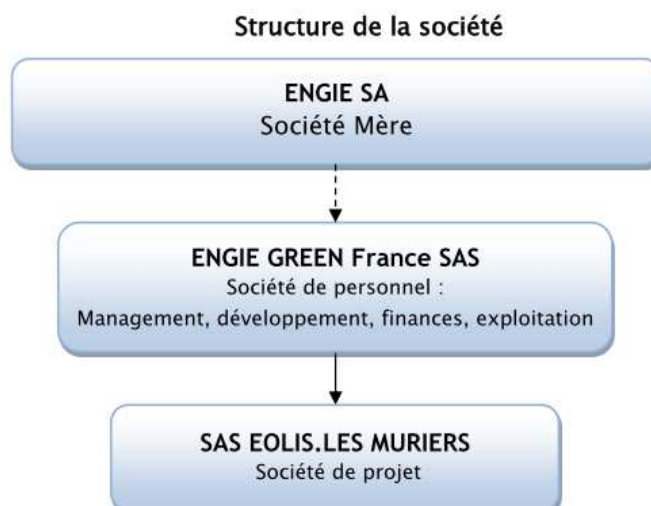 Structure de la société
ENGIE SA
Société Mère
ENGIE GREEN France SAS
Société de personnel :
Management, développement, finances, exploitation
SAS EOLIS.LES MURIERS
Société de projet